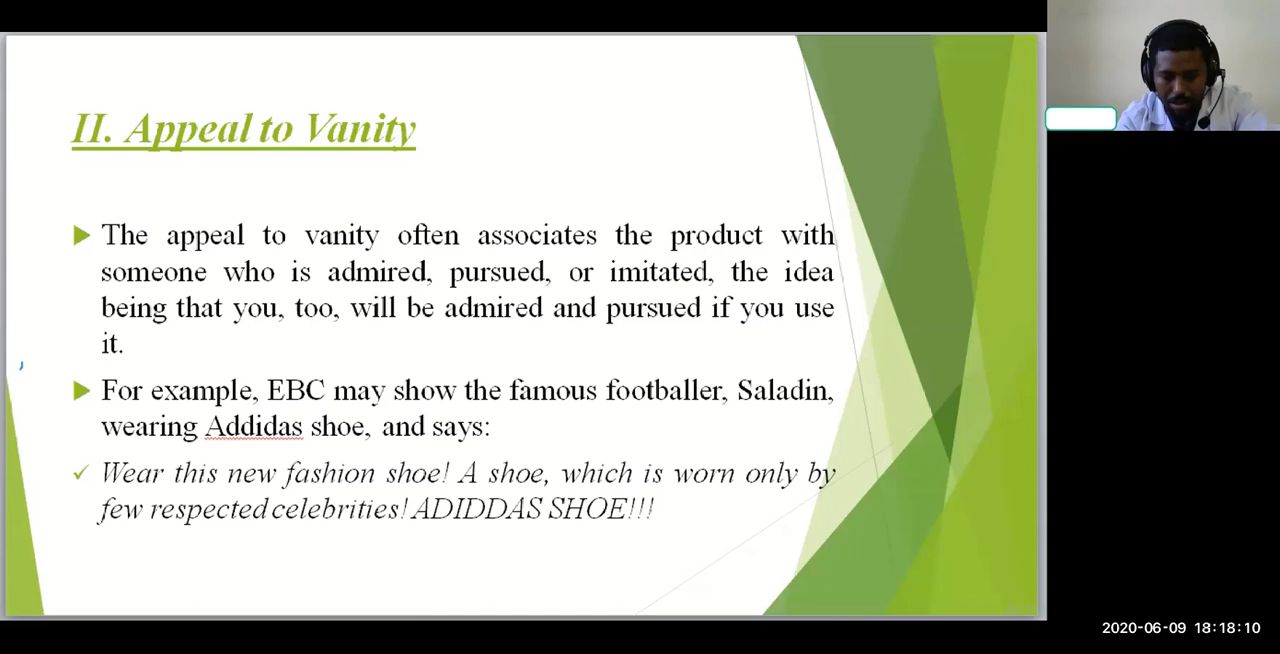 II. Appeal to Vanity
The appeal to vanity often associates the product with
someone who is admired, pursued, or imitated, the idea
being that you, too, will be admired and pursued if you use
it.
For example, EBC may show the famous footballer, Saladin,
wearing Addidas shoe, and says:
Wear this new fashion shoe! A shoe, which is worn only by
few respected celebrities! ADIDDAS SHOE!!!
2020-06-09 18:18:10